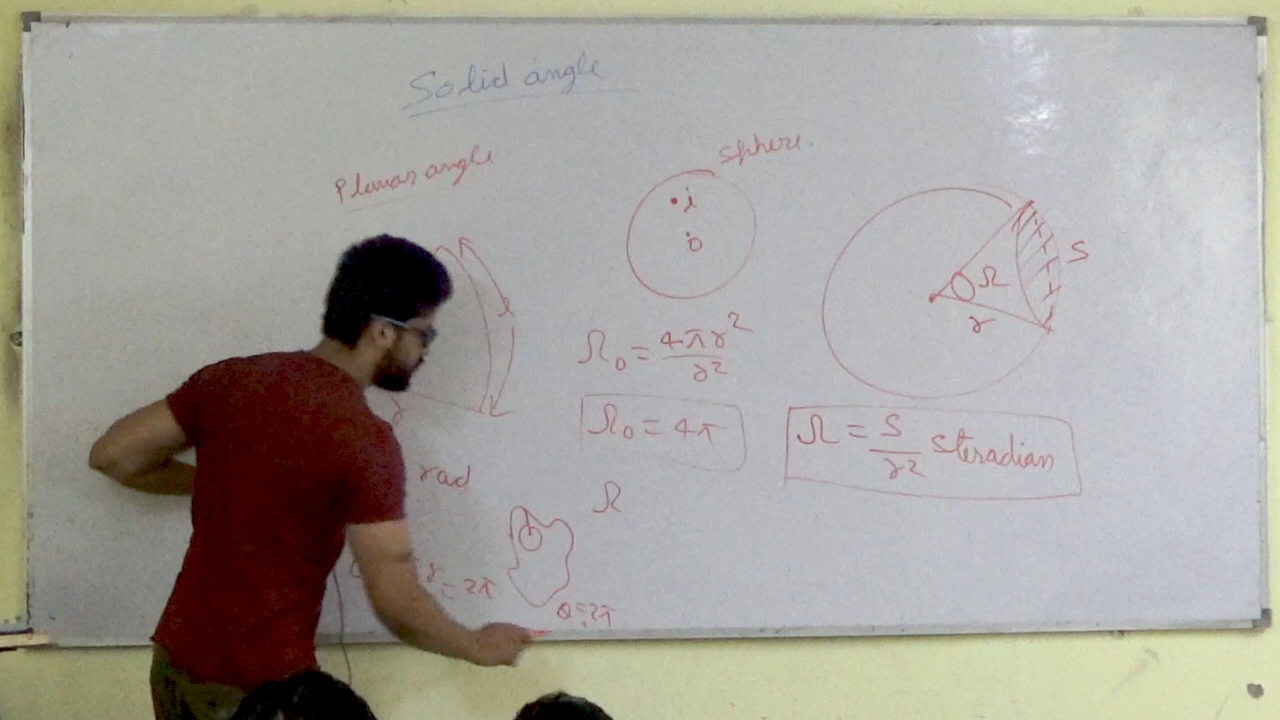 Solid angle
Planar angle
sphere.
i
o
l
r
Ω
r
S
Ω₀ = 4πr²/r²
Ω₀ = 4π
Ω = S/r² steradian
rad
Ω
= 2π
θ = 2π